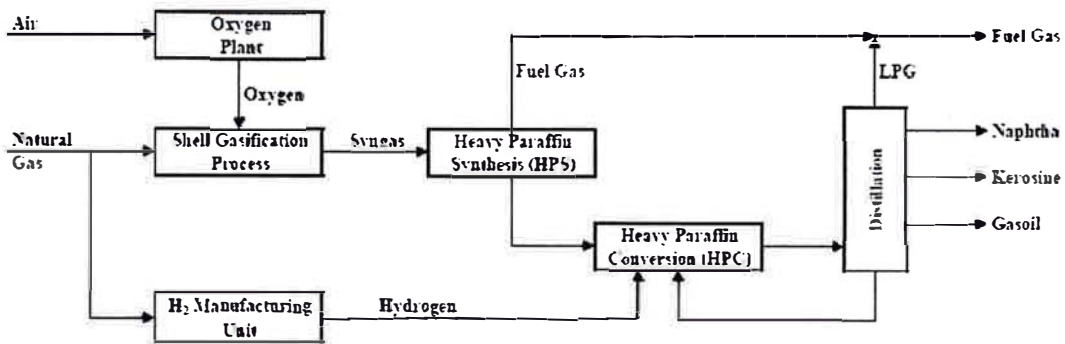 Air
Oxygen
Plant
Fuel Gas
Fuel Gas
LPG
Oxygen
Natural
Gas
Shell Gasification
Process
Syngas
Heavy Paraffin
Synthesis (HPS)
Naphtha
Kerosine
Distillation
Gasoil
Heavy Paraffin
Conversion (HPC)
H₂ Manufacturing
Unit
Hydrogen